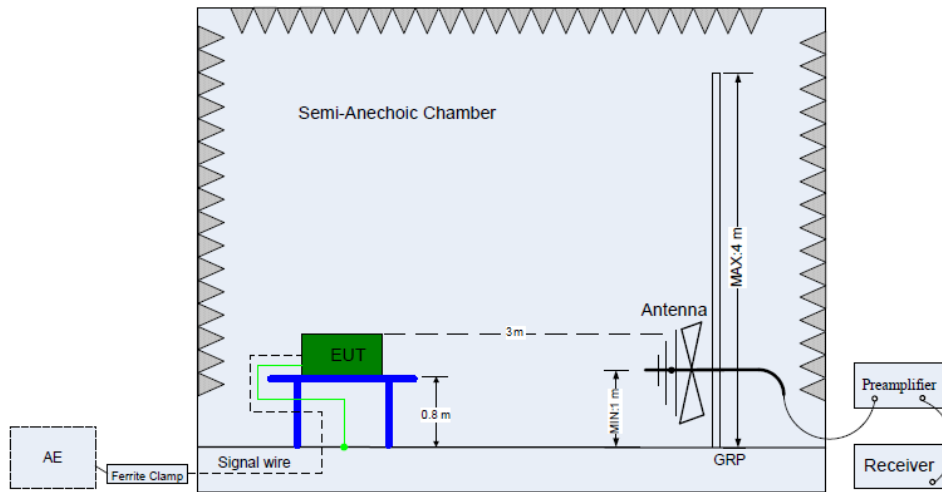 Semi-Anechoic Chamber
MAX:4 m
Antenna
3m
EUT
MIN:1 m
0.8 m
Preamplifier
AE
Ferrite Clamp
Signal wire
GRP
Receiver